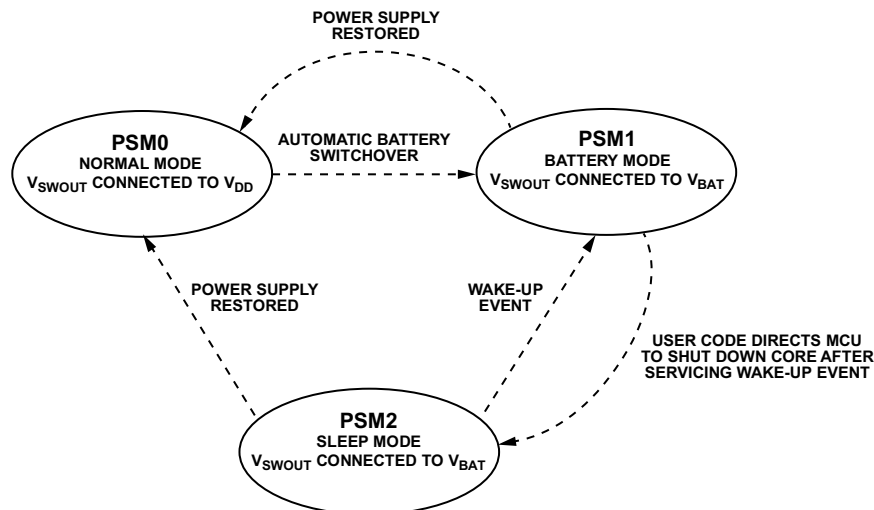 POWER SUPPLY
RESTORED
PSM0
NORMAL MODE
VSWOUT CONNECTED TO VDD
AUTOMATIC BATTERY
SWITCHOVER
PSM1
BATTERY MODE
VSWOUT CONNECTED TO VBAT
POWER SUPPLY
RESTORED
WAKE-UP
EVENT
USER CODE DIRECTS MCU
TO SHUT DOWN CORE AFTER
SERVICING WAKE-UP EVENT
PSM2
SLEEP MODE
VSWOUT CONNECTED TO VBAT